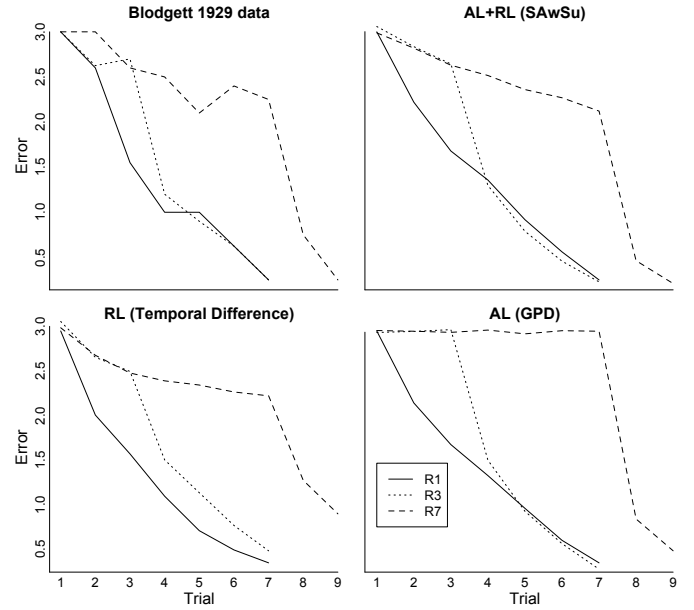 Blodgett 1929 data
AL+RL (SAwSu)
Error
3.0
2.5
2.0
1.5
1.0
0.5
RL (Temporal Difference)
AL (GPD)
Error
3.0
2.5
2.0
1.5
1.0
0.5
R1
R3
R7
1 2 3 4 5 6 7 8 9
1 2 3 4 5 6 7 8 9
Trial
Trial